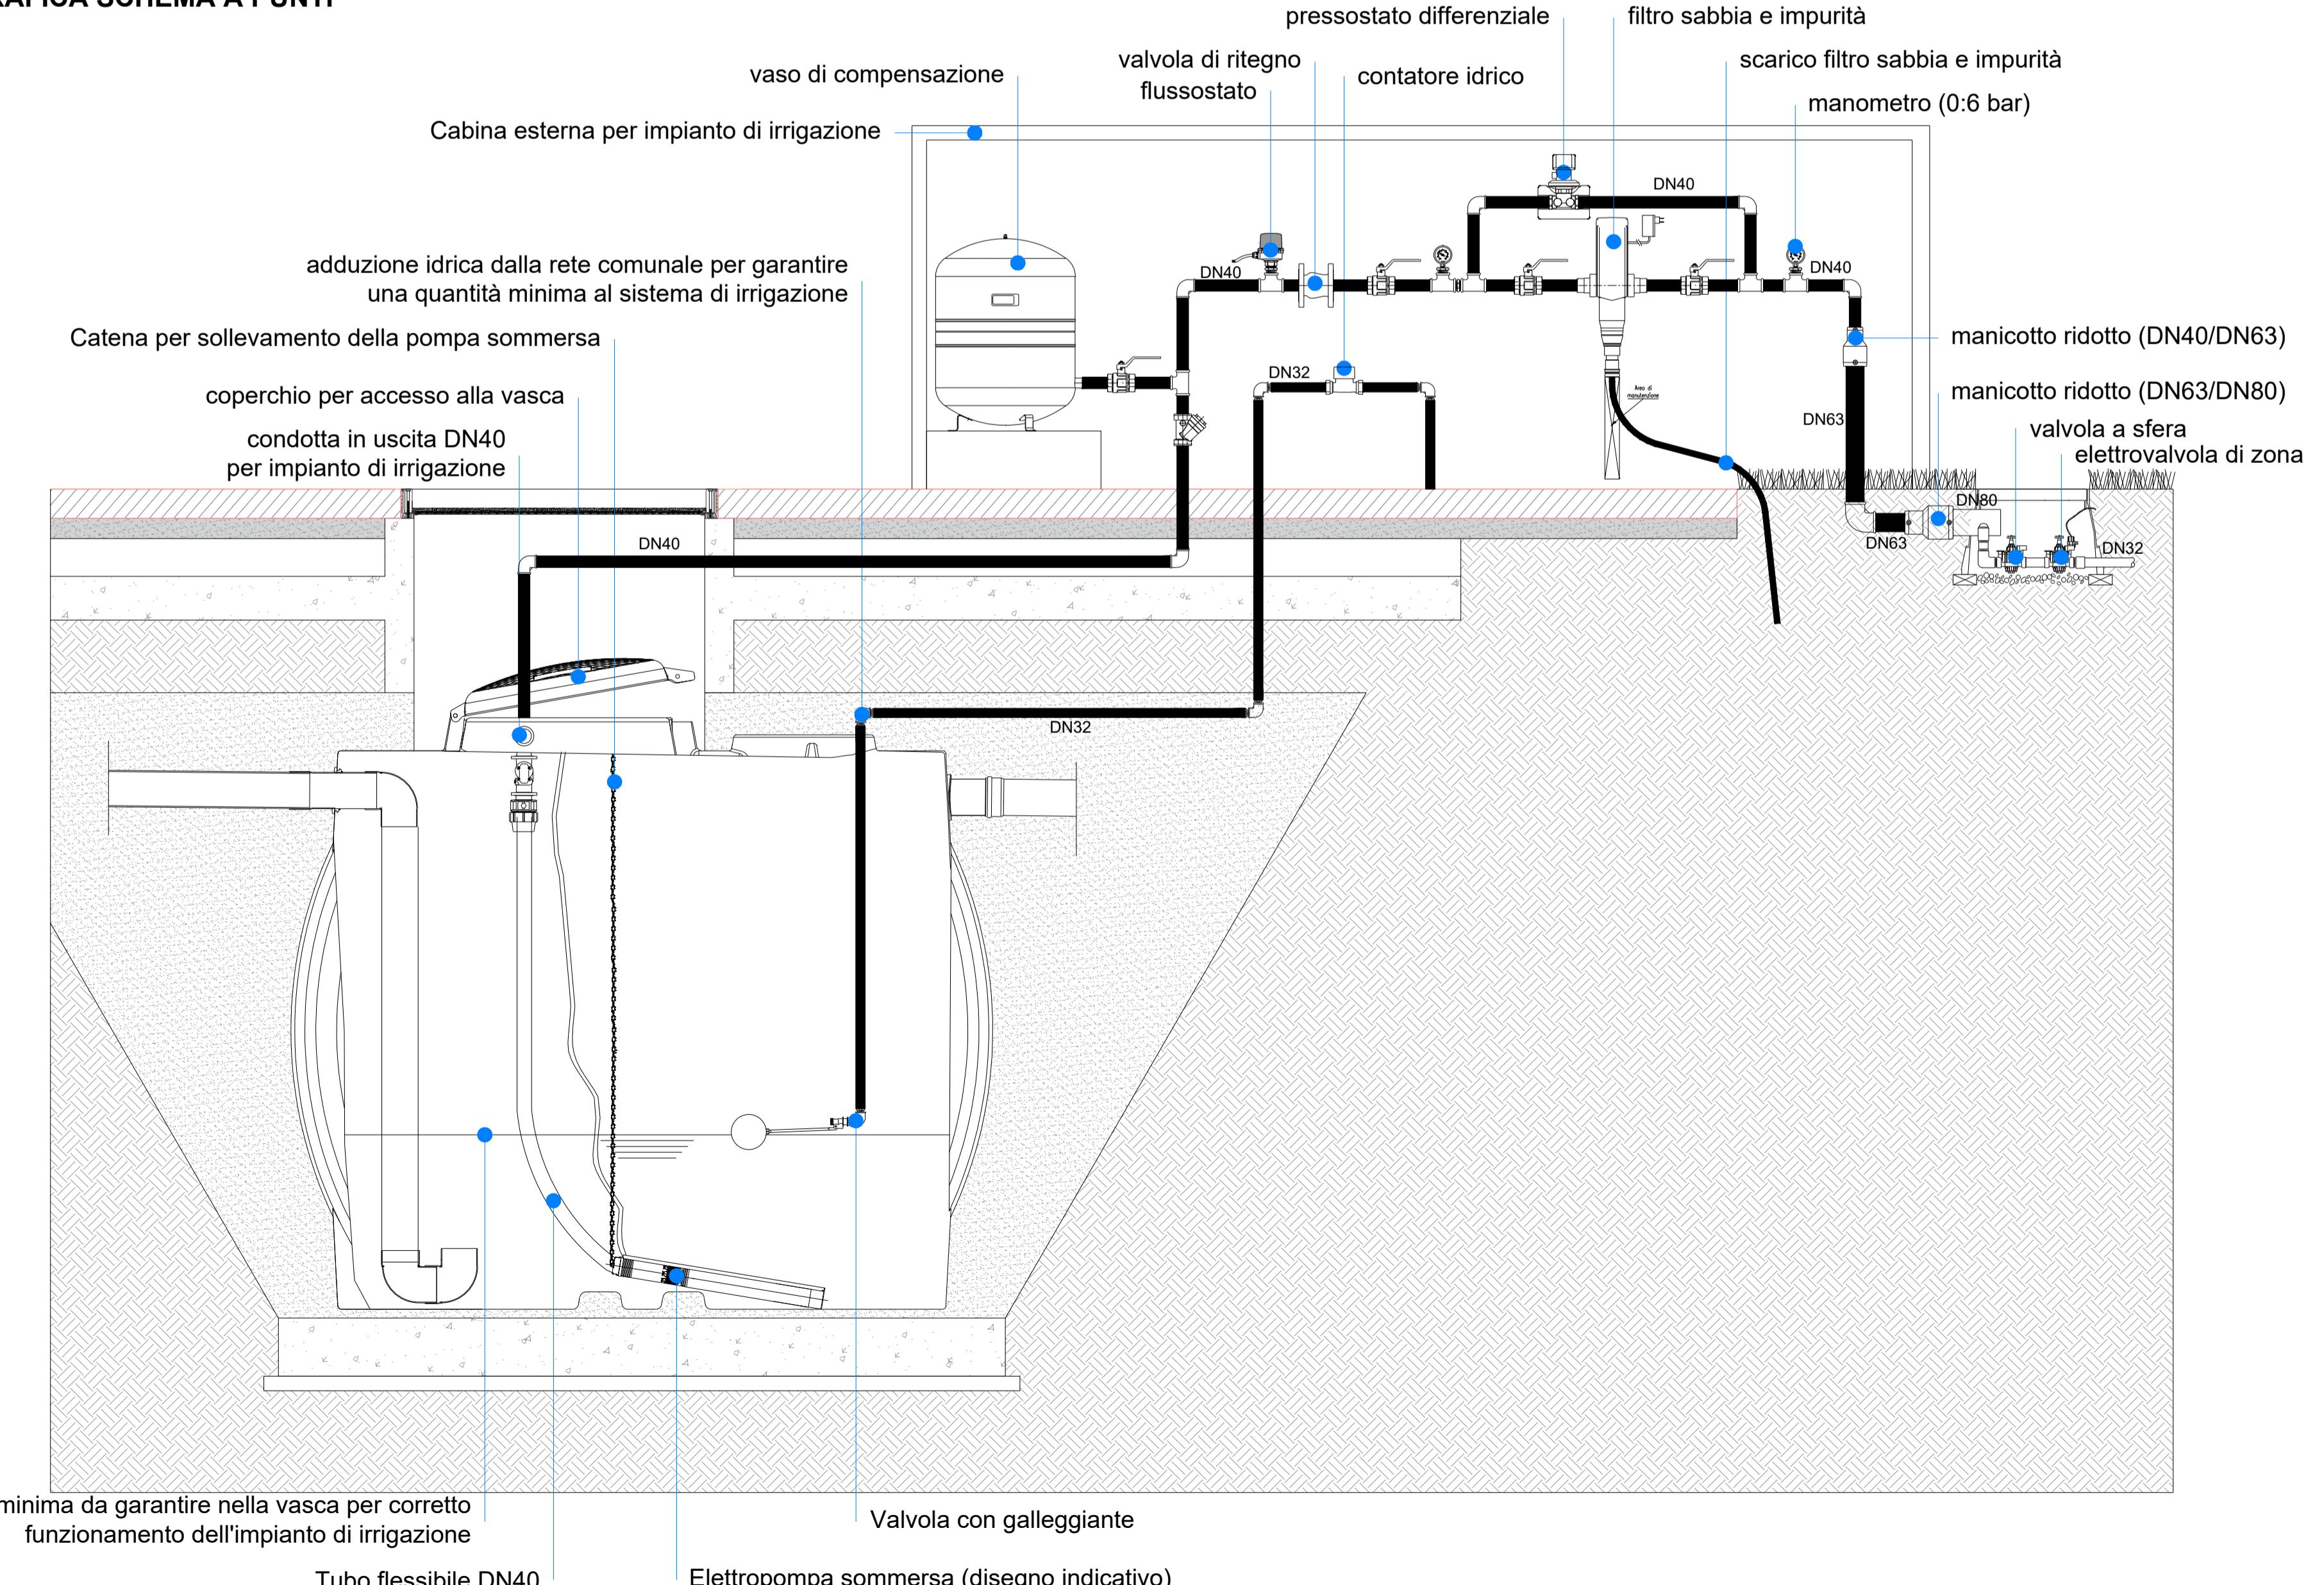 SCHEMA A PUNTI
pressostato differenziale
filtro sabbia e impurità
valvola di ritegno
scarico filtro sabbia e impurità
vaso di compensazione
contatore idrico
flussostato
manometro (0:6 bar)
Cabina esterna per impianto di irrigazione
DN40
adduzione idrica dalla rete comunale per garantire
una quantità minima al sistema di irrigazione
DN40
DN40
Catena per sollevamento della pompa sommersa
manicotto ridotto (DN40/DN63)
DN32
Area di
manutenzione
coperchio per accesso alla vasca
manicotto ridotto (DN63/DN80)
DN63
condotta in uscita DN40
per impianto di irrigazione
valvola a sfera
elettrovalvola di zona
DN80
DN40
DN63
DN32
DN32
minima da garantire nella vasca per corretto
funzionamento dell'impianto di irrigazione
Valvola con galleggiante
Tubo flessibile DN40
Elettropompa sommersa (disegno indicativo)